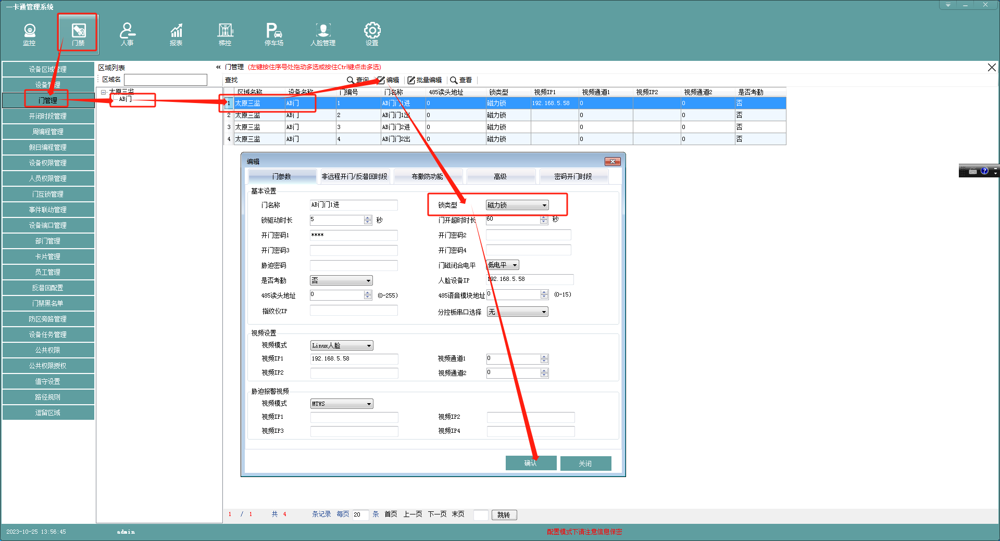 一卡通管理系统
监控 门禁 人事 报表 梯控 停车场 人脸管理 设置
设备区域管理
设备管理
门管理
开闭时段管理
周编程管理
假日编程管理
设备权限管理
人员权限管理
门互锁管理
事件联动管理
设备端口管理
部门管理
卡片管理
员工管理
反潜回配置
门禁黑名单
防区旁路管理
设备任务管理
公共权限
公共权限授权
值守设置
路径规则
逗留区域
区域列表
区域名
太原三监
AB门
« 门管理 (左键按住序号处拖动多选或按住Ctrl键点击多选)
查找 查询 编辑 批量编辑 查看
区域名称 设备名称 门编号 门名称 485读头地址 锁类型 视频IP1 视频通道1 视频IP2 视频通道2 是否考勤
1 太原三监 AB门 1 AB门门1进 0 磁力锁 192.168.5.58 0 0 否
2 太原三监 AB门 2 AB门门1出 0 磁力锁 0 0 否
3 太原三监 AB门 3 AB门门2进 0 磁力锁 0 0 否
4 太原三监 AB门 4 AB门门2出 0 磁力锁 0 0 否
编辑
门参数 非远程开门/反潜回时段 布撤防功能 高级 密码开门时段
基本设置
门名称 AB门门1进 锁类型 磁力锁
锁驱动时长 5 秒 门开超时时长 60 秒
开门密码1 **** 开门密码2
开门密码3 开门密码4
胁迫密码 门磁闭合电平 低电平
是否考勤 否 人脸设备IP 192.168.5.58
485读头地址 0 (0-255) 485语音模块地址 0 (0-15)
指纹仪IP 分控板串口选择 无
视频设置
视频模式 Linux人脸
视频IP1 192.168.5.58 视频通道1 0
视频IP2 视频通道2 0
胁迫报警视频
视频模式 MTWS
视频IP1 视频IP2
视频IP3 视频IP4
确认 关闭
1 / 1 共 4 条记录 每页 20 条 首页 上一页 下一页 末页 跳转
2023-10-25 13:56:45 admin 配置模式下请注意信息保密